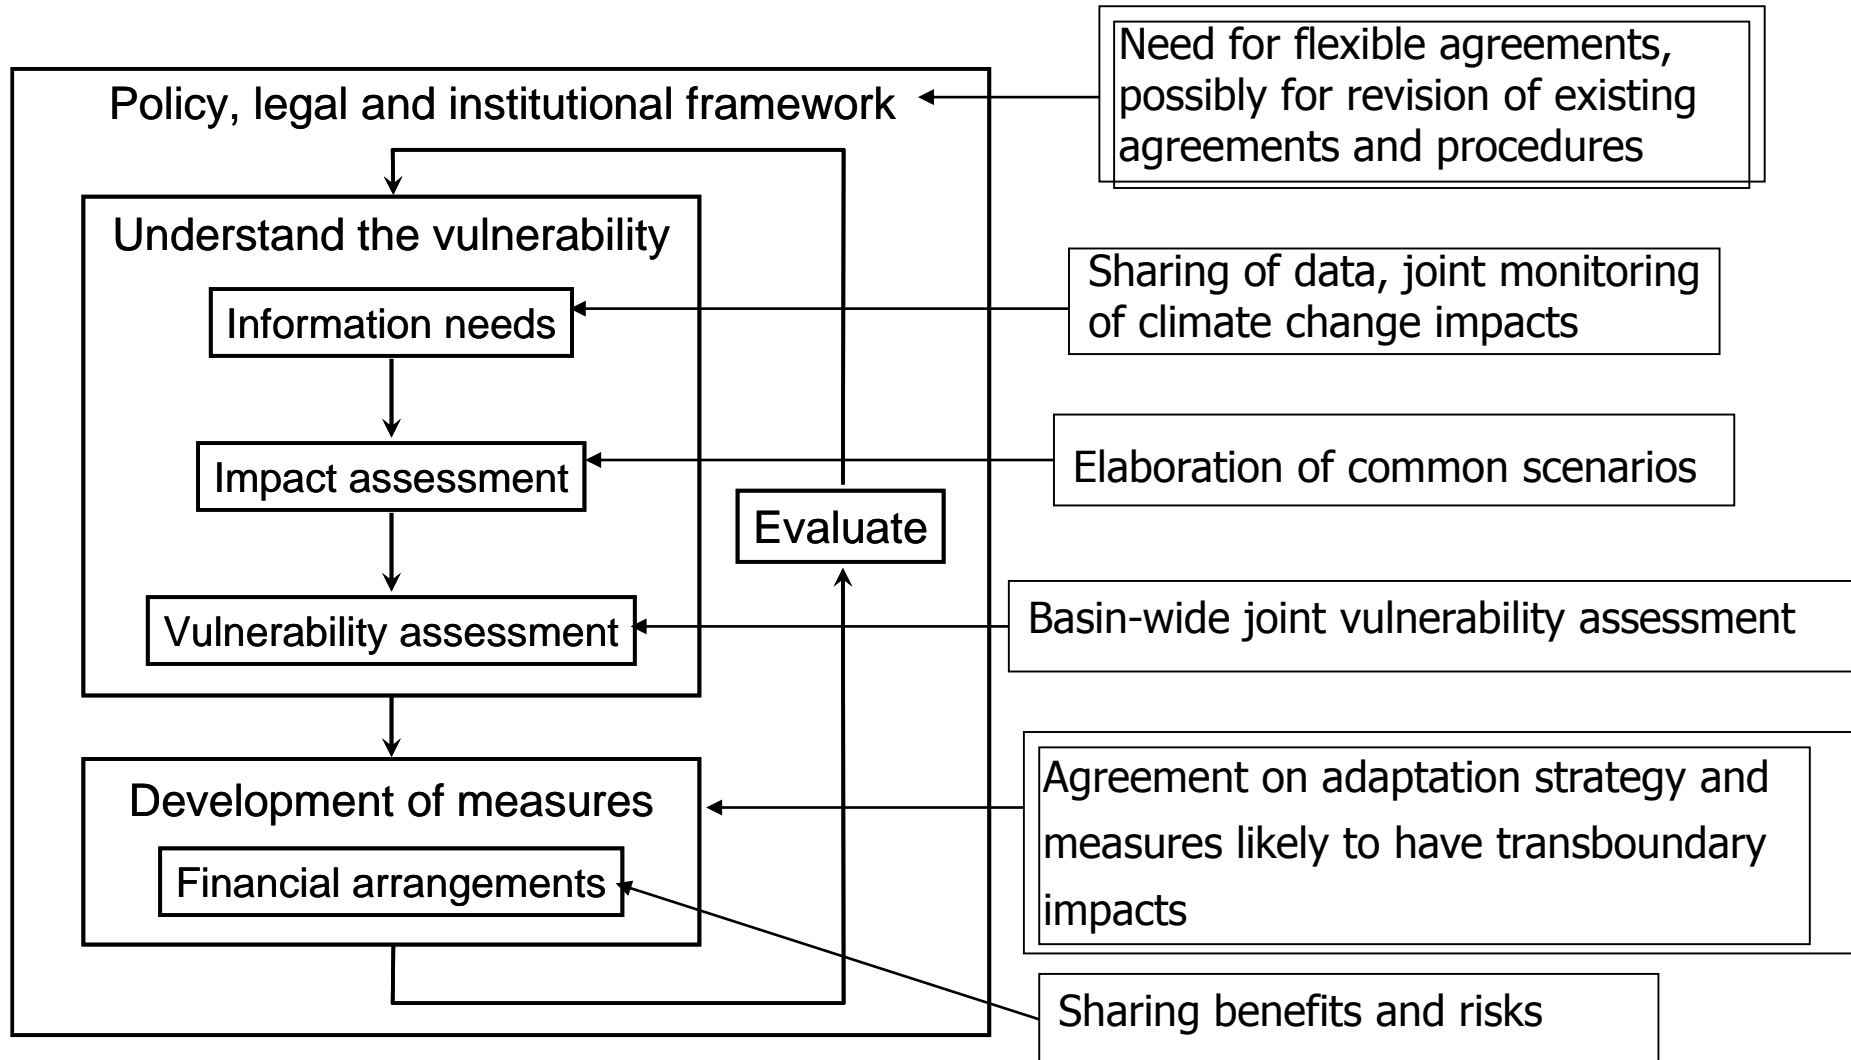 Policy, legal and institutional framework
Understand the vulnerability
Information needs
Impact assessment
Vulnerability assessment
Evaluate
Development of measures
Financial arrangements
Need for flexible agreements,
possibly for revision of existing
agreements and procedures
Sharing of data, joint monitoring
of climate change impacts
Elaboration of common scenarios
Basin-wide joint vulnerability assessment
Agreement on adaptation strategy and
measures likely to have transboundary
impacts
Sharing benefits and risks